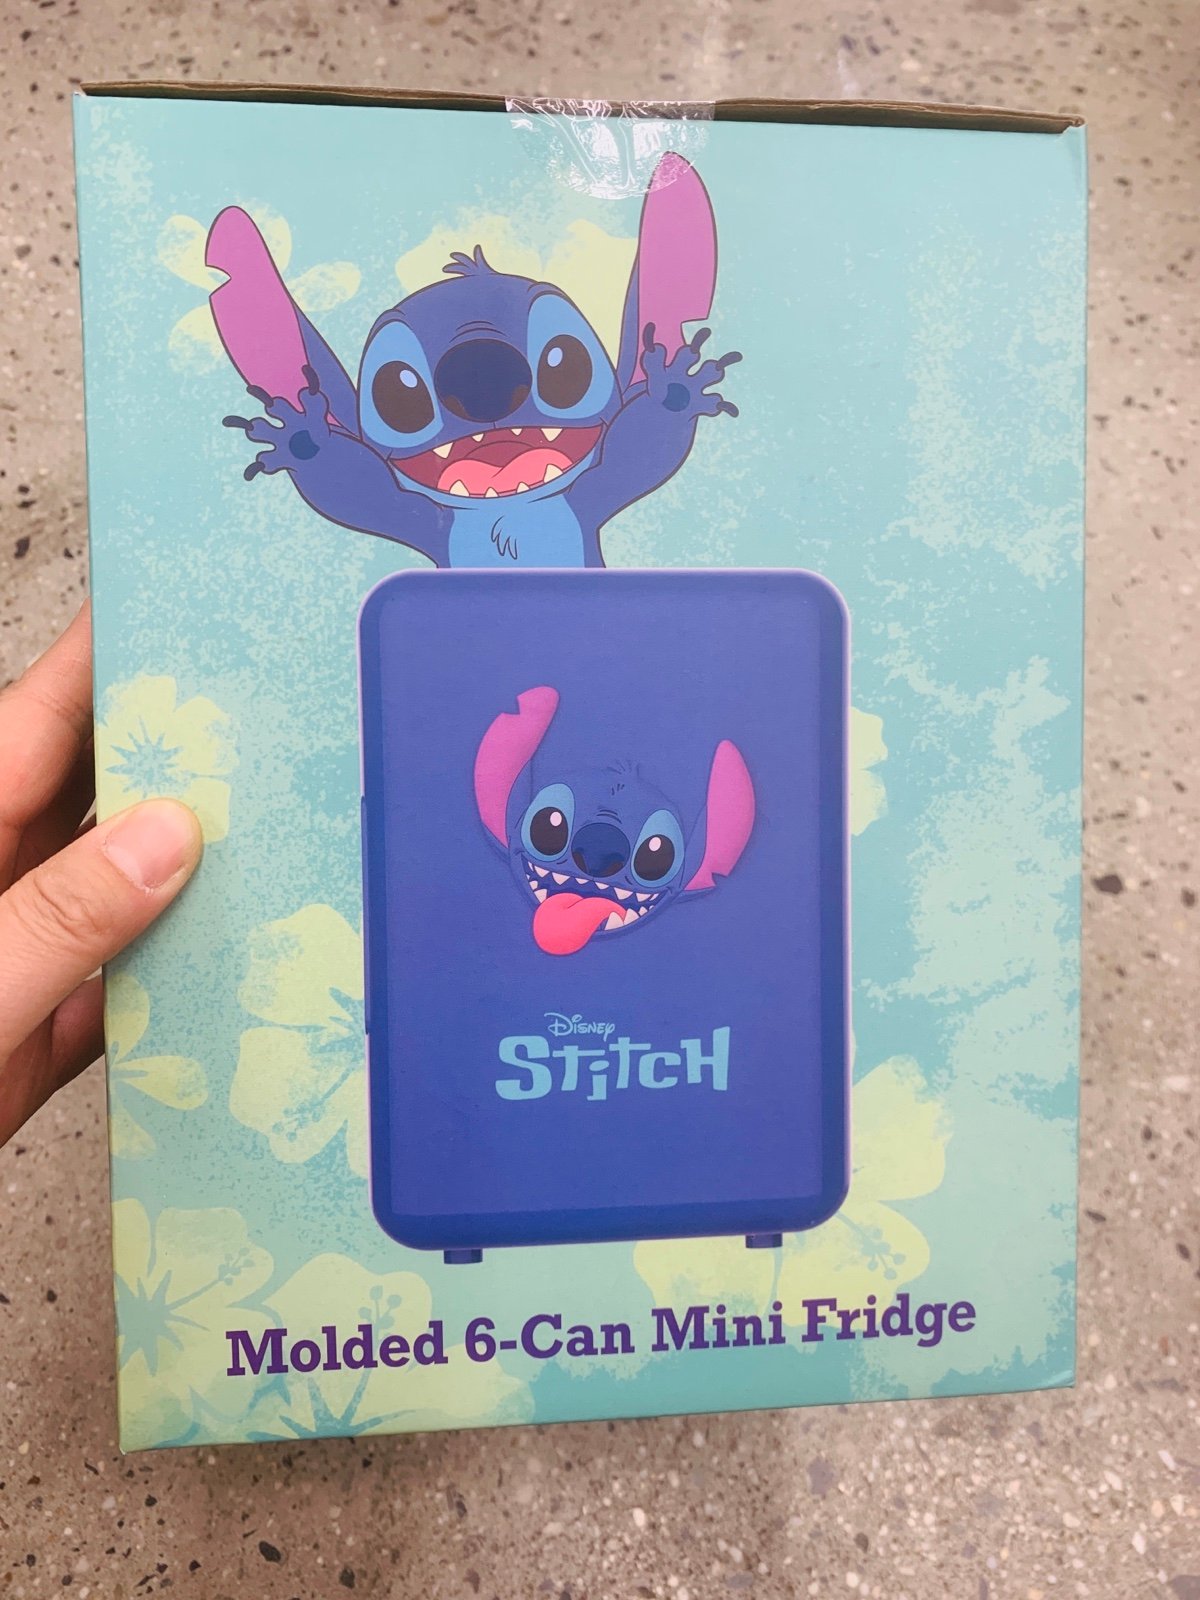 Disney
Stitch
Molded 6-Can Mini Fridge